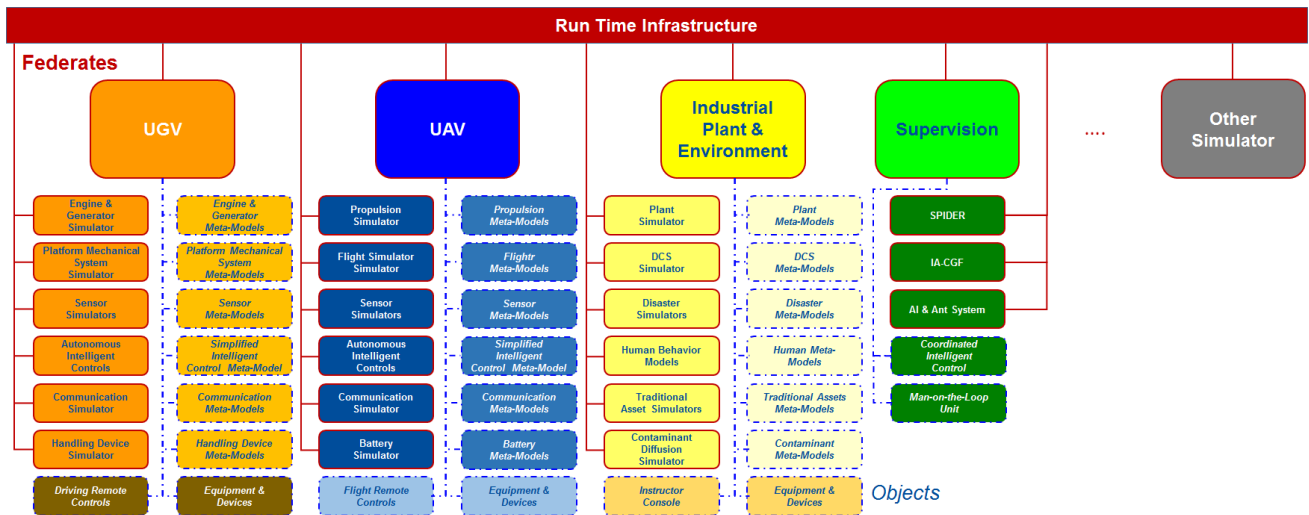 Run Time Infrastructure
Federates
UGV
UAV
Industrial
Plant &
Environment
Supervision
....
Other
Simulator
Engine &
Generator
Simulator
Engine &
Generator
Meta-Models
Platform Mechanical
System
Simulator
Platform Mechanical
System
Meta-Models
Sensor
Simulators
Sensor
Meta-Models
Autonomous
Intelligent
Controls
Simplified
Intelligent
Control Meta-Model
Communication
Simulator
Communication
Meta-Models
Handling Device
Simulator
Handling Device
Meta-Models
Driving Remote
Controls
Equipment &
Devices
Propulsion
Simulator
Propulsion
Meta-Models
Flight Simulator
Simulator
Flightr
Meta-Models
Sensor
Simulators
Sensor
Meta-Models
Autonomous
Intelligent
Controls
Simplified
Intelligent
Control Meta-Model
Communication
Simulator
Communication
Meta-Models
Battery
Simulator
Battery
Meta-Models
Flight Remote
Controls
Equipment &
Devices
Plant
Simulator
Plant
Meta-Models
DCS
Simulator
DCS
Meta-Models
Disaster
Simulators
Disaster
Meta-Models
Human Behavior
Models
Human Meta-
Models
Traditional
Asset Simulators
Traditional Assets
Meta-Models
Contaminant
Diffusion
Simulator
Contaminant
Meta-Models
Instructor
Console
Equipment &
Devices
SPIDER
IA-CGF
AI & Ant System
Coordinated
Intelligent
Control
Man-on-the-Loop
Unit
Objects